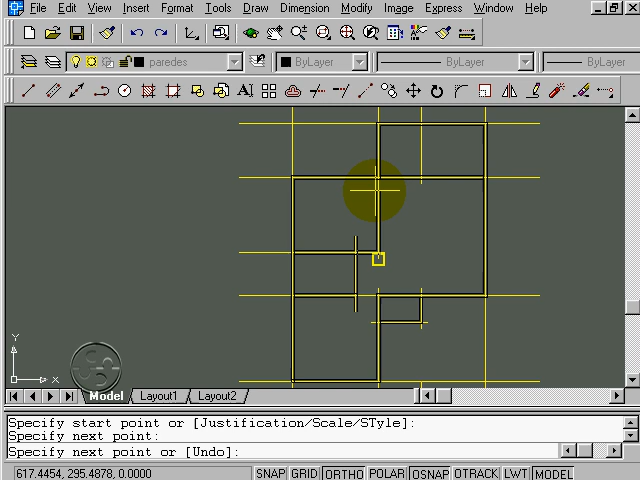 File Edit View Insert Format Tools Draw Dimension Modify Image Express Window Help
paredes ByLayer ByLayer ByLayer
A
Y
X
Model Layout1 Layout2
Specify start point or [Justification/Scale/STyle]:
Specify next point:
Specify next point or [Undo]:
617.4454, 295.4878, 0.0000 SNAP GRID ORTHO POLAR OSNAP OTRACK LWT MODEL